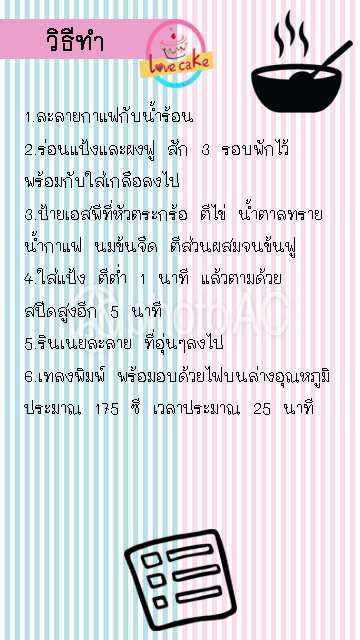 วิธีทำ
love cake
1.ละลายกาแฟกับน้ำร้อน
2.ร่อนแป้งและผงฟู สัก 3 รอบพักไว้
พร้อมกับใส่เกลือลงไป
3.ป้ายเอสพีที่หัวตระกร้อ ตีไข่ น้ำตาลทราย
น้ำกาแฟ นมข้นจืด ตีส่วนผสมจนข้นฟู
4.ใส่แป้ง ตีต่ำ 1 นาที แล้วตามด้วย
สปีดสูงอีก 5 นาที
photoAC
5.รินเนยละลาย ที่อุ่นๆลงไป
6.เทลงพิมพ์ พร้อมอบด้วยไฟบนล่างอุณหภูมิ
ประมาณ 175 ซี เวลาประมาณ 25 นาที